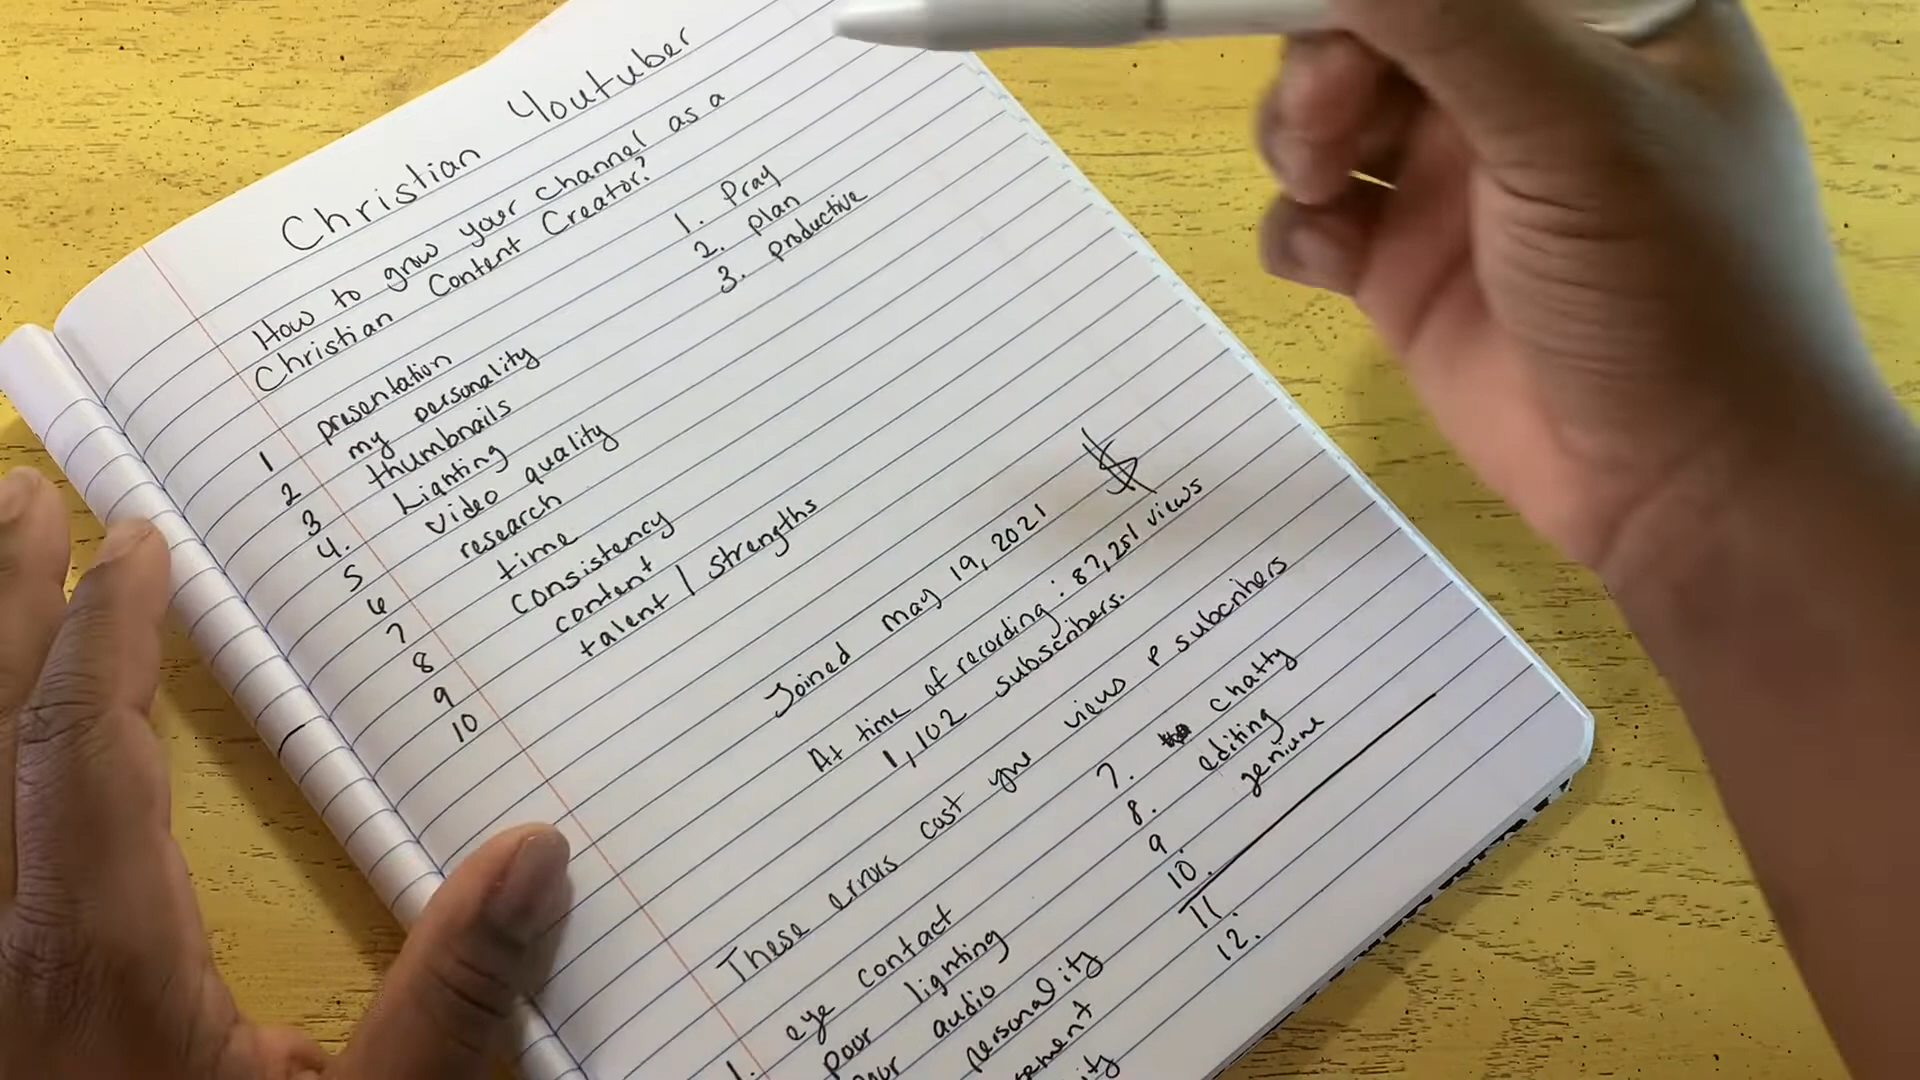 Christian Youtuber
How to grow your channel as a
Christian Content Creator?
1. Pray
2. plan
3. productive
1 presentation
2 my personality
3 thumbnails
4. Lianting
5 video quality
6 research
7 time
8 consistency
9 content
10 talent / strengths
$
Joined may 19, 2021
At time of recording: 87,251 views
1,102 subscribers.
These errors cost you views & subscribers
1. eye contact
poor lighting
poor audio
personality
7. chatty
8. editing
9. genuine
10.
11.
12.